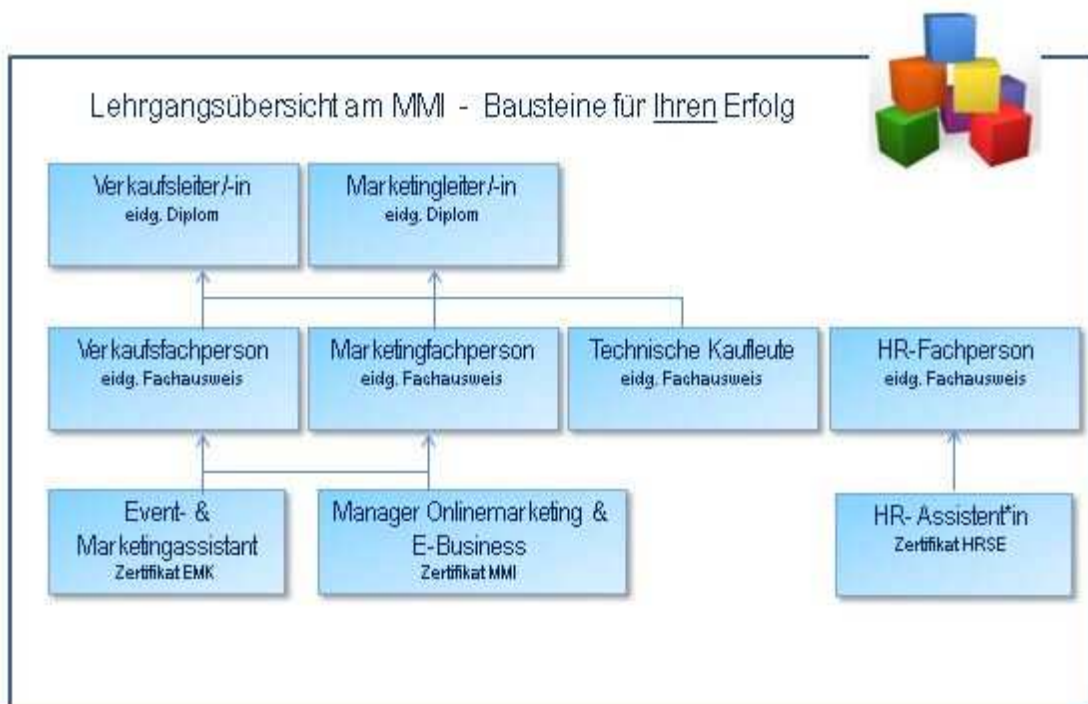 Lehrgangsübersicht am MMI - Bausteine für Ihren Erfolg
Verkaufsleiter/-in
eidg. Diplom
Marketingleiter/-in
eidg. Diplom
Verkaufsfachperson
eidg. Fachausweis
Marketingfachperson
eidg. Fachausweis
Technische Kaufleute
eidg. Fachausweis
HR-Fachperson
eidg. Fachausweis
Event- &
Marketingassistant
Zertifikat EMK
Manager Onlinemarketing &
E-Business
Zertifikat MMI
HR- Assistent*in
Zertifikat HRSE